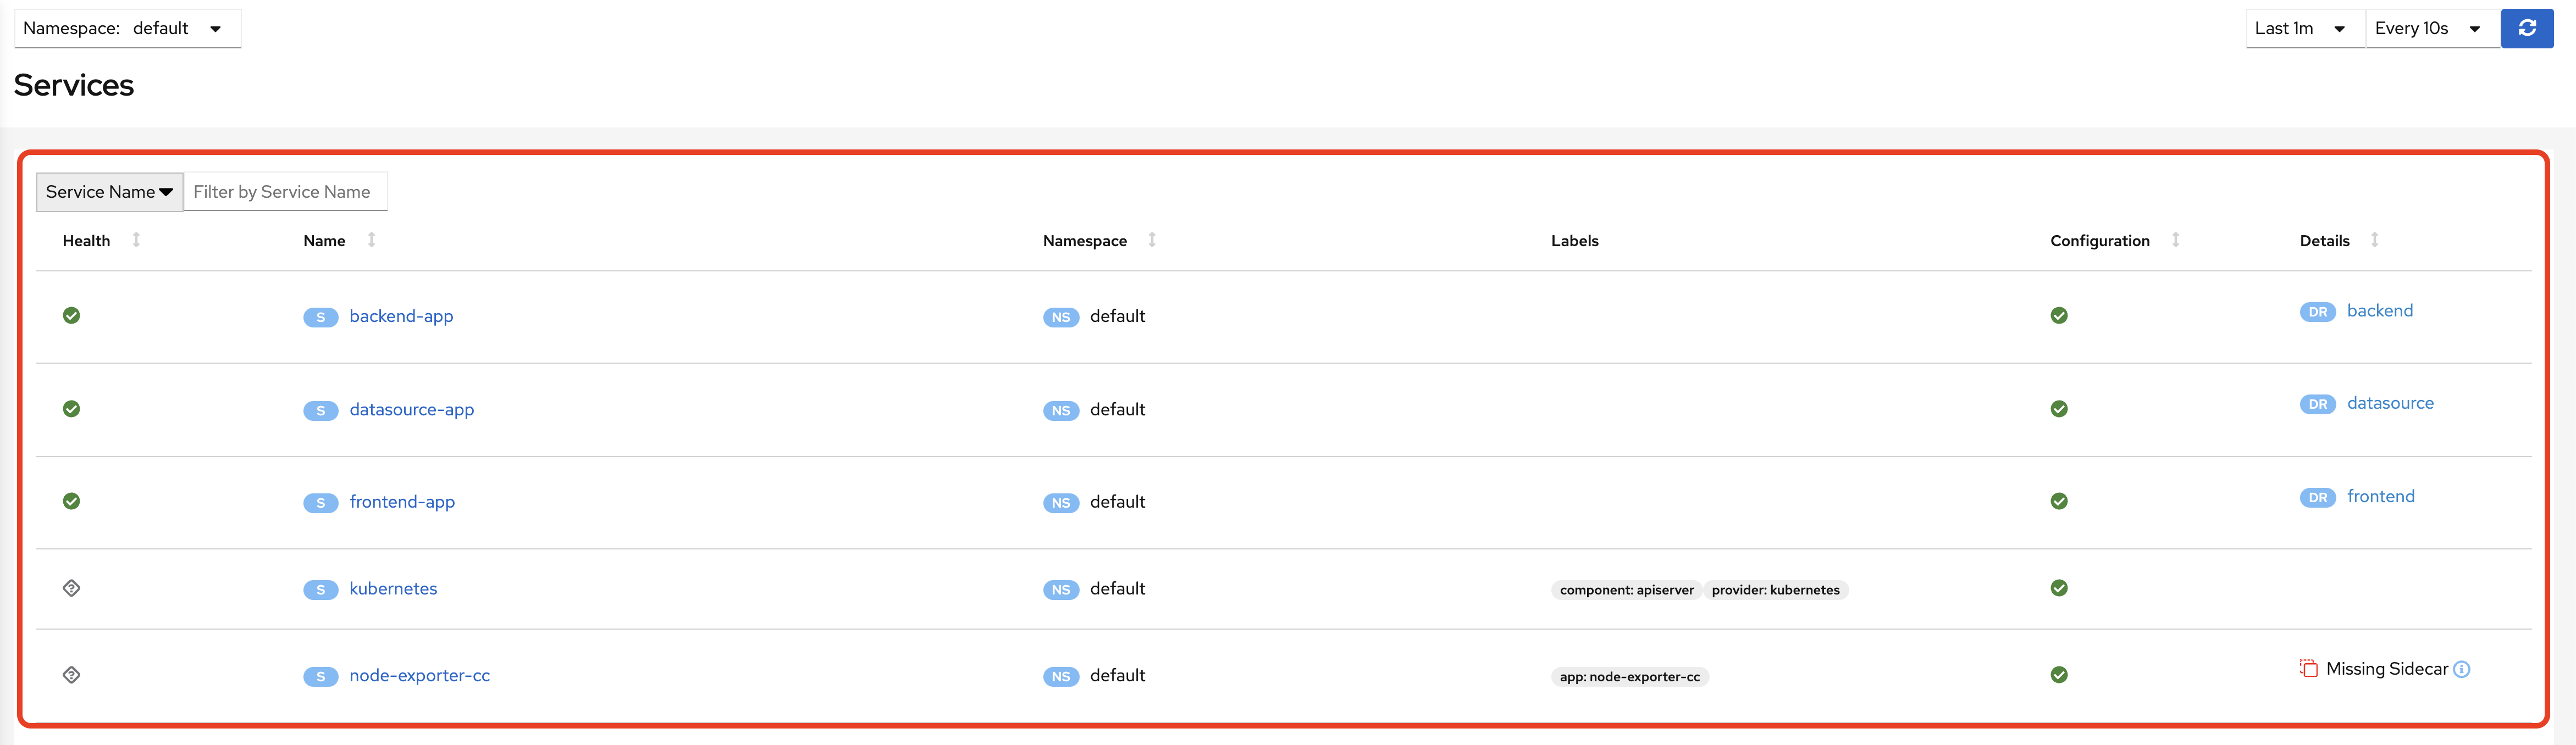 Namespace: default Last 1m Every 10s
Services
Service Name Filter by Service Name
Health Name Namespace Labels Configuration Details
S backend-app NS default DR backend
S datasource-app NS default DR datasource
S frontend-app NS default DR frontend
S kubernetes NS default component: apiserver provider: kubernetes
S node-exporter-cc NS default app: node-exporter-cc Missing Sidecar